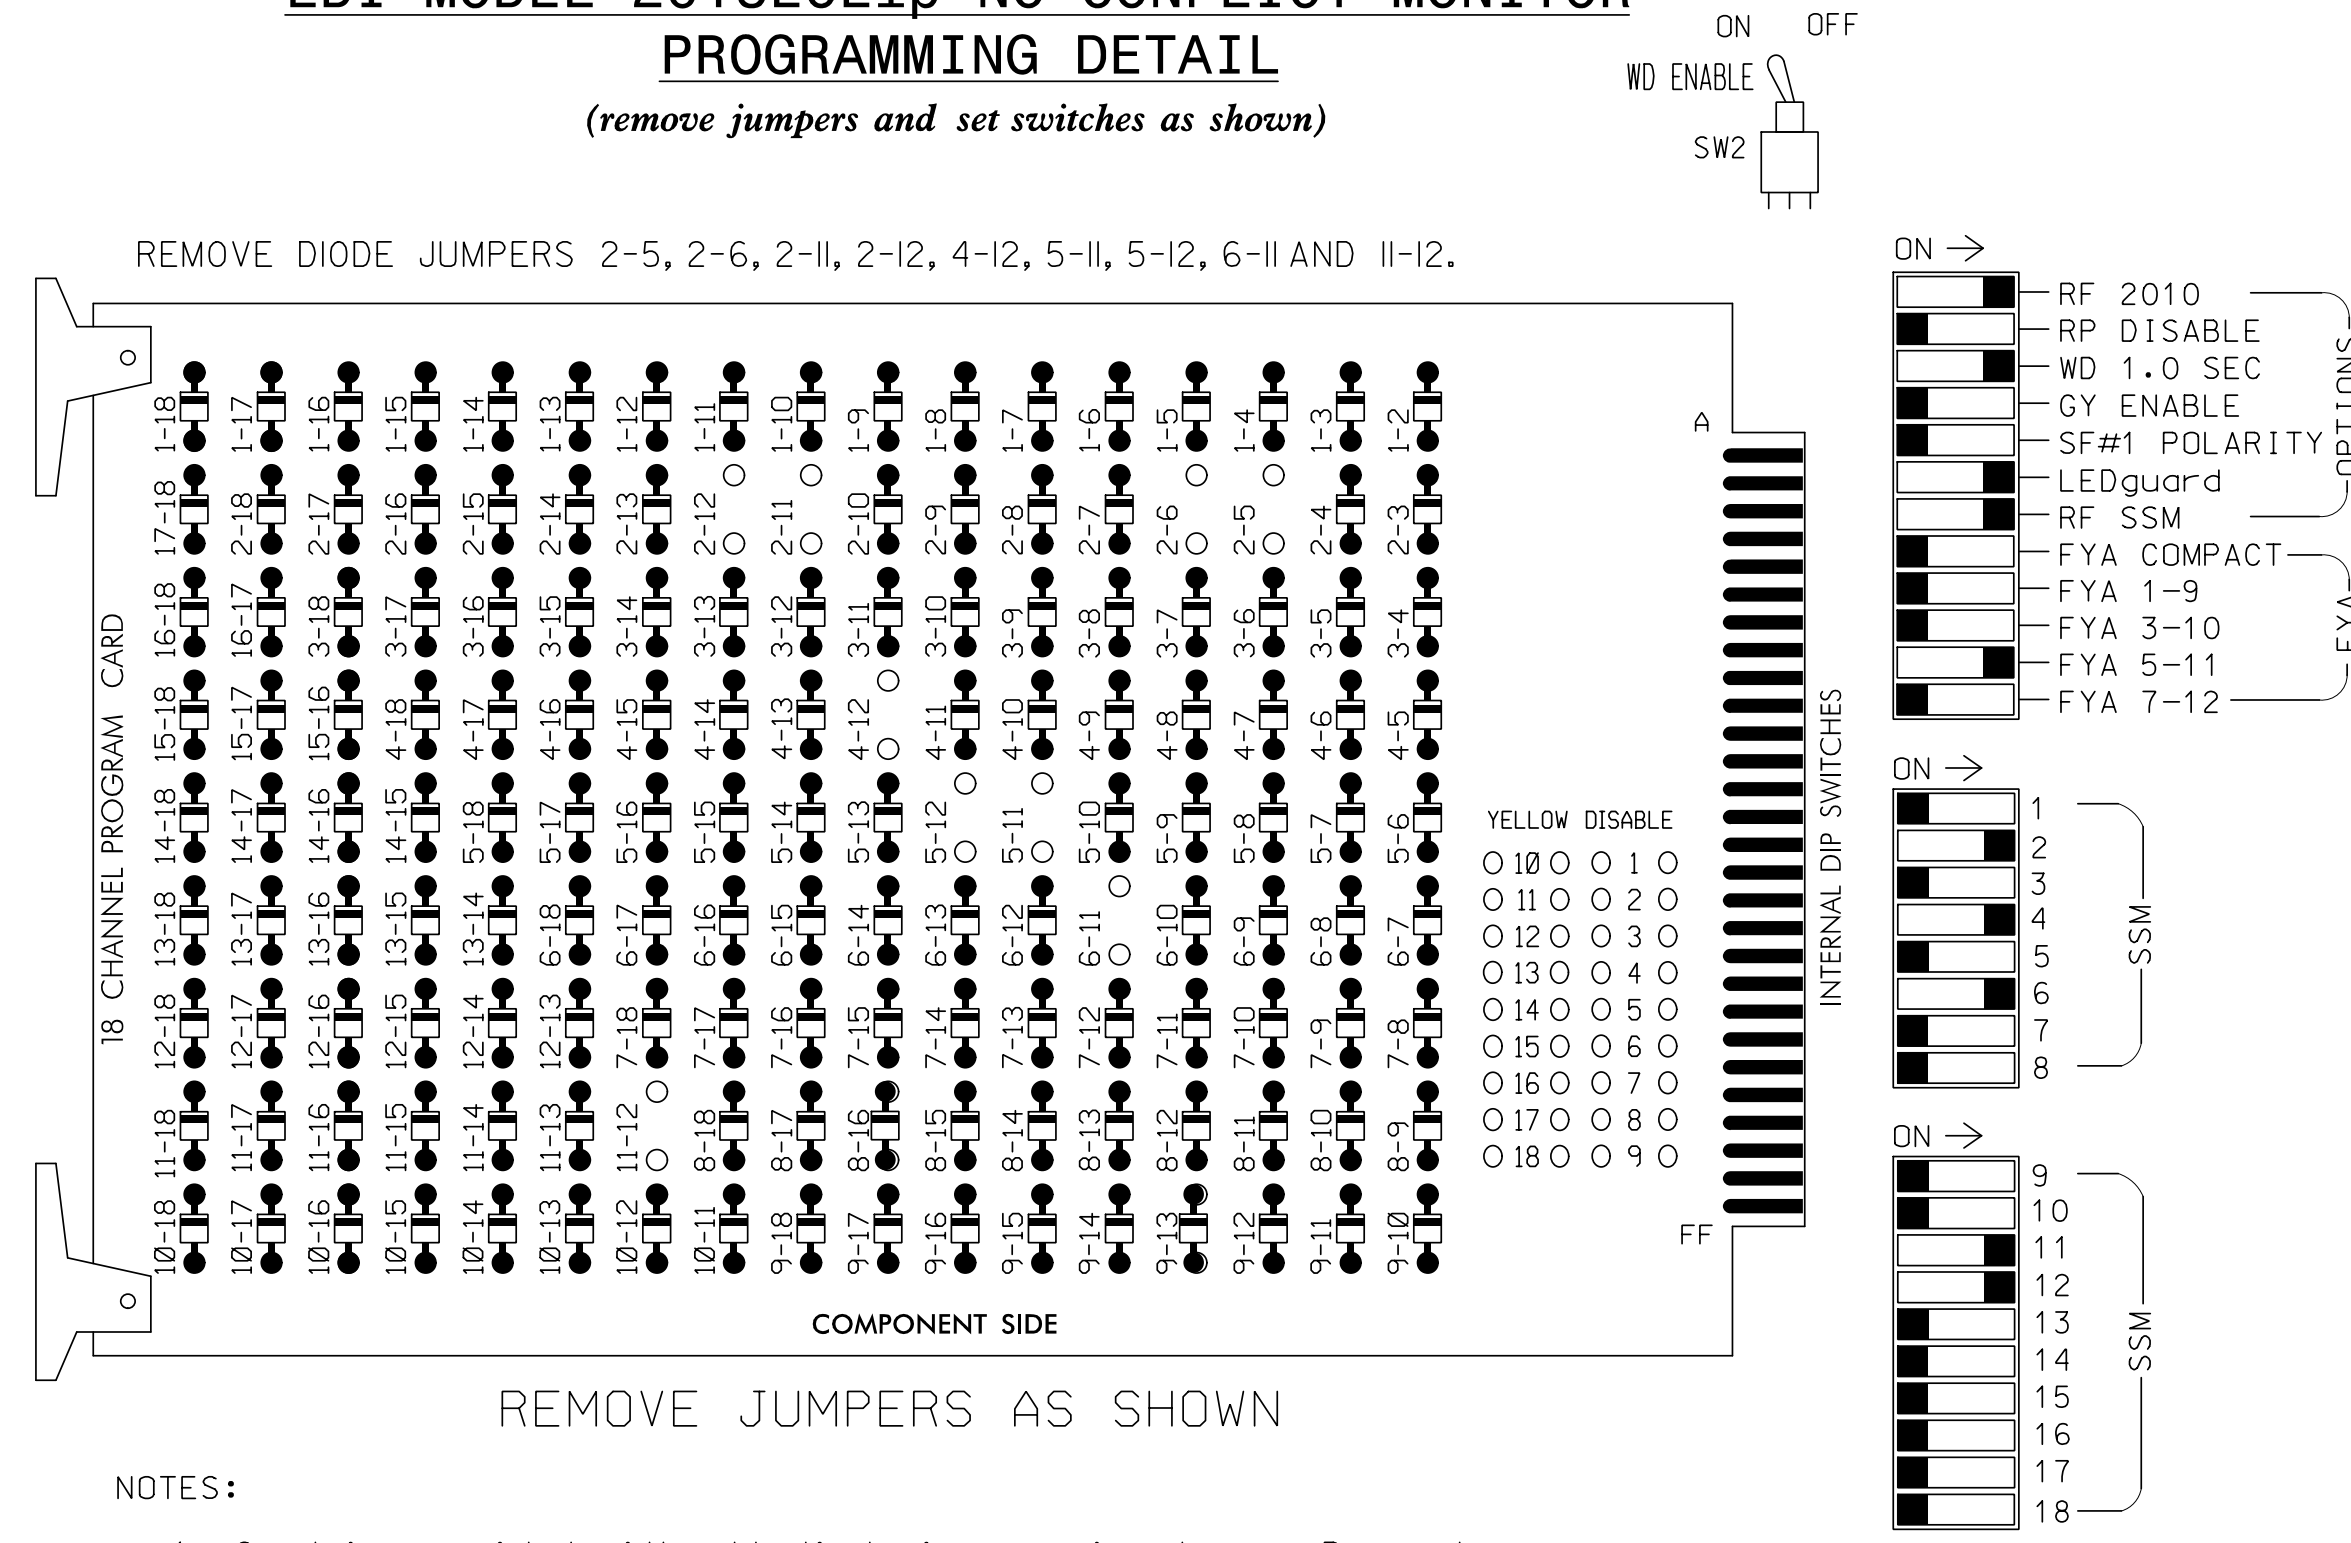 PROGRAMMING DETAIL
(remove jumpers and set switches as shown)
ON OFF
WD ENABLE
SW2
REMOVE DIODE JUMPERS 2-5, 2-6, 2-11, 2-12, 4-12, 5-11, 5-12, 6-11 AND 11-12.
18 CHANNEL PROGRAM CARD
1-18 1-17 1-16 1-15 1-14 1-13 1-12 1-11 1-10 1-9 1-8 1-7 1-6 1-5 1-4 1-3 1-2
17-18 2-18 2-17 2-16 2-15 2-14 2-13 2-12 2-11 2-10 2-9 2-8 2-7 2-6 2-5 2-4 2-3
16-18 16-17 3-18 3-17 3-16 3-15 3-14 3-13 3-12 3-11 3-10 3-9 3-8 3-7 3-6 3-5 3-4
15-18 15-17 15-16 4-18 4-17 4-16 4-15 4-14 4-13 4-12 4-11 4-10 4-9 4-8 4-7 4-6 4-5
14-18 14-17 14-16 14-15 5-18 5-17 5-16 5-15 5-14 5-13 5-12 5-11 5-10 5-9 5-8 5-7 5-6
13-18 13-17 13-16 13-15 13-14 6-18 6-17 6-16 6-15 6-14 6-13 6-12 6-11 6-10 6-9 6-8 6-7
12-18 12-17 12-16 12-15 12-14 12-13 7-18 7-17 7-16 7-15 7-14 7-13 7-12 7-11 7-10 7-9 7-8
11-18 11-17 11-16 11-15 11-14 11-13 11-12 8-18 8-17 8-16 8-15 8-14 8-13 8-12 8-11 8-10 8-9
10-18 10-17 10-16 10-15 10-14 10-13 10-12 10-11 9-18 9-17 9-16 9-15 9-14 9-13 9-12 9-11 9-10
A
FF
YELLOW DISABLE
10 1
11 2
12 3
13 4
14 5
15 6
16 7
17 8
18 9
COMPONENT SIDE
INTERNAL DIP SWITCHES
ON
RF 2010
RP DISABLE
WD 1.0 SEC
GY ENABLE
SF#1 POLARITY
LEDguard
RF SSM
OPTIONS
FYA COMPACT
FYA 1-9
FYA 3-10
FYA 5-11
FYA 7-12
FYA
ON
1
2
3
4
5
6
7
8
SSM
ON
9
10
11
12
13
14
15
16
17
18
SSM
REMOVE JUMPERS AS SHOWN
NOTES: